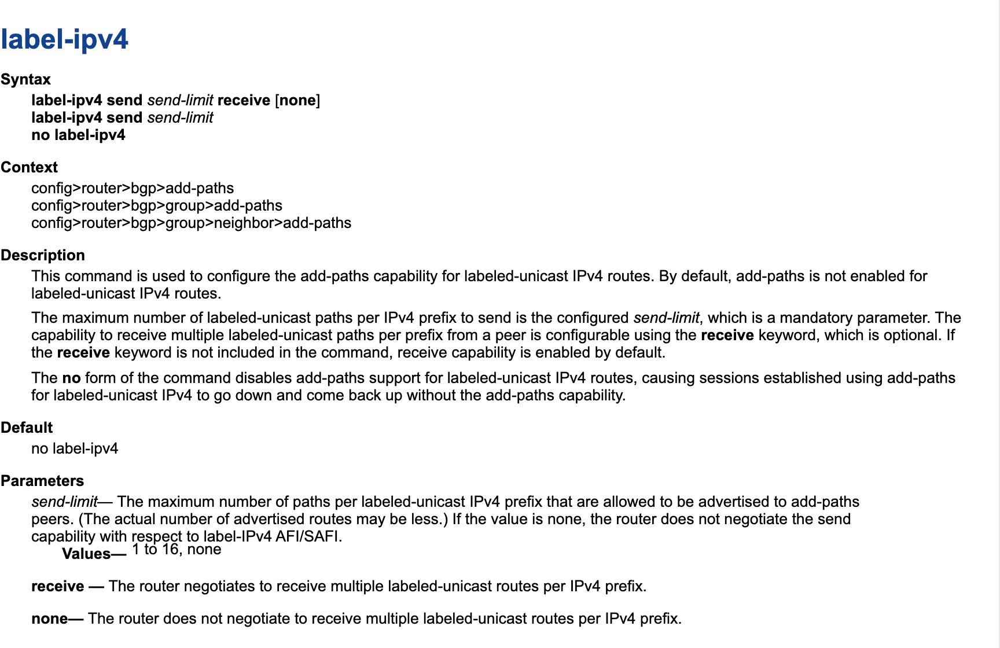 label-ipv4
Syntax
label-ipv4 send send-limit receive [none]
label-ipv4 send send-limit
no label-ipv4
Context
config>router>bgp>add-paths
config>router>bgp>group>add-paths
config>router>bgp>group>neighbor>add-paths
Description
This command is used to configure the add-paths capability for labeled-unicast IPv4 routes. By default, add-paths is not enabled for
labeled-unicast IPv4 routes.
The maximum number of labeled-unicast paths per IPv4 prefix to send is the configured send-limit, which is a mandatory parameter. The
capability to receive multiple labeled-unicast paths per prefix from a peer is configurable using the receive keyword, which is optional. If
the receive keyword is not included in the command, receive capability is enabled by default.
The no form of the command disables add-paths support for labeled-unicast IPv4 routes, causing sessions established using add-paths
for labeled-unicast IPv4 to go down and come back up without the add-paths capability.
Default
no label-ipv4
Parameters
send-limit— The maximum number of paths per labeled-unicast IPv4 prefix that are allowed to be advertised to add-paths
peers. (The actual number of advertised routes may be less.) If the value is none, the router does not negotiate the send
capability with respect to label-IPv4 AFI/SAFI.
Values— 1 to 16, none
receive — The router negotiates to receive multiple labeled-unicast routes per IPv4 prefix.
none— The router does not negotiate to receive multiple labeled-unicast routes per IPv4 prefix.